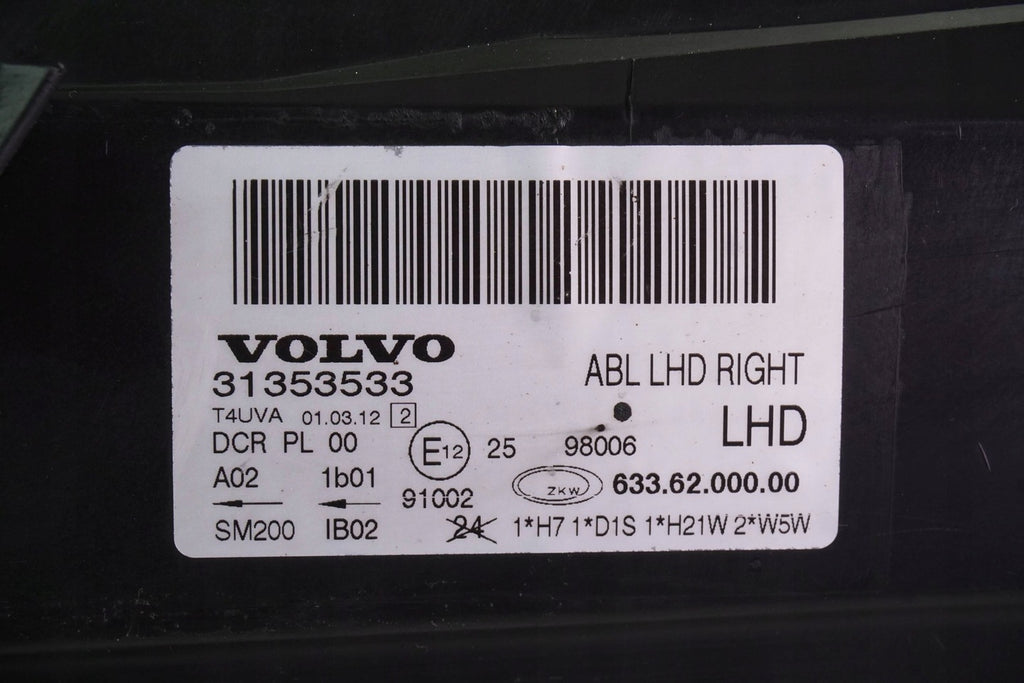 VOLVO
31353533 ABL LHD RIGHT
T4UVA 01.03.12 2 LHD
DCR PL 00 E12 25 98006
A02 1b01 91002 ZKW 633.62.000.00
SM200 IB02 24 1*H7 1*D1S 1*H21W 2*W5W